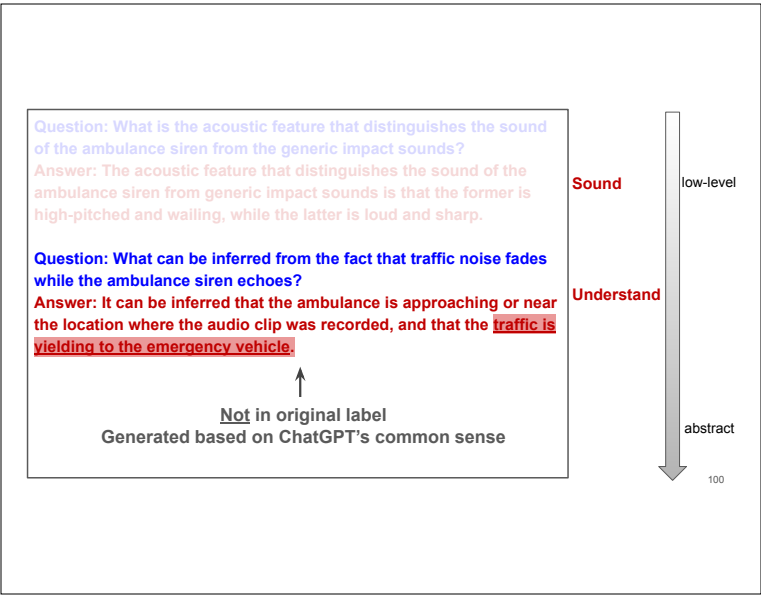 Question: What is the acoustic feature that distinguishes the sound
of the ambulance siren from the generic impact sounds?
Answer: The acoustic feature that distinguishes the sound of the
ambulance siren from generic impact sounds is that the former is
high-pitched and wailing, while the latter is loud and sharp.
Sound
low-level
Question: What can be inferred from the fact that traffic noise fades
while the ambulance siren echoes?
Answer: It can be inferred that the ambulance is approaching or near
the location where the audio clip was recorded, and that the traffic is
yielding to the emergency vehicle.
Understand
Not in original label
Generated based on ChatGPT's common sense
abstract
100